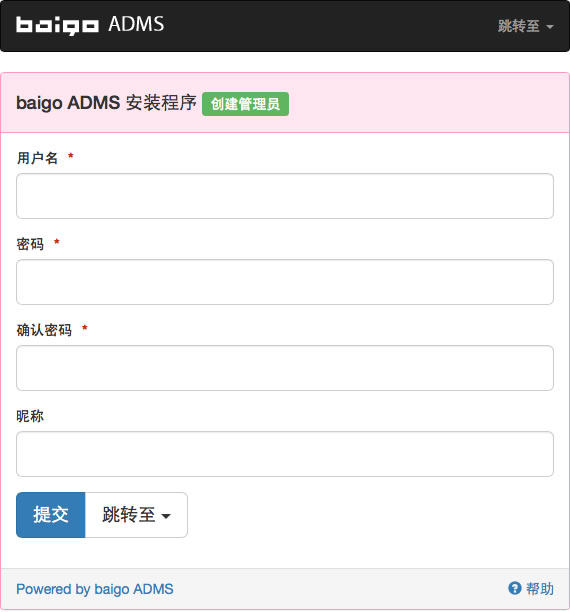 baigo ADMS 跳转至
baigo ADMS 安装程序 创建管理员
用户名 *
密码 *
确认密码 *
昵称
提交 跳转至
Powered by baigo ADMS 帮助